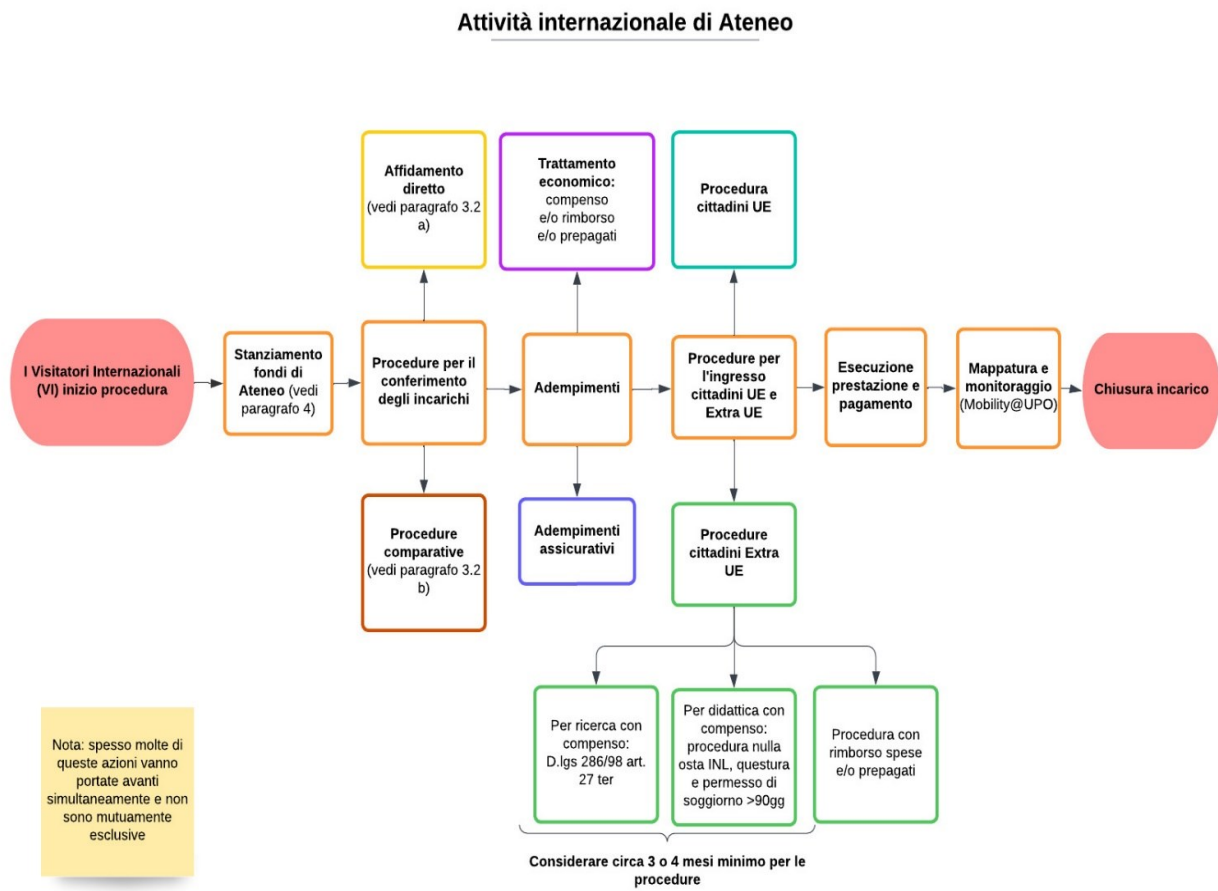 Attività internazionale di Ateneo
Affidamento
diretto
(vedi paragrafo 3.2
a)
Trattamento
economico:
compenso
e/o rimborso
e/o prepagati
Procedura
cittadini UE
I Visitatori Internazionali
(VI) inizio procedura
Stanziamento
fondi di
Ateneo (vedi
paragrafo 4)
Procedure per il
conferimento
degli incarichi
Adempimenti
Procedure per
l'ingresso
cittadini UE e
Extra UE
Esecuzione
prestazione e
pagamento
Mappatura e
monitoraggio
(Mobility@UPO)
Chiusura incarico
Procedure
comparative
(vedi paragrafo 3.2
b)
Adempimenti
assicurativi
Procedure
cittadini Extra
UE
Per ricerca con
compenso:
D.lgs 286/98 art.
27 ter
Per didattica con
compenso:
procedura nulla
osta INL, questura
e permesso di
soggiorno >90gg
Procedura con
rimborso spese
e/o prepagati
Nota: spesso molte di
queste azioni vanno
portate avanti
simultaneamente e non
sono mutuamente
esclusive
Considerare circa 3 o 4 mesi minimo per le
procedure